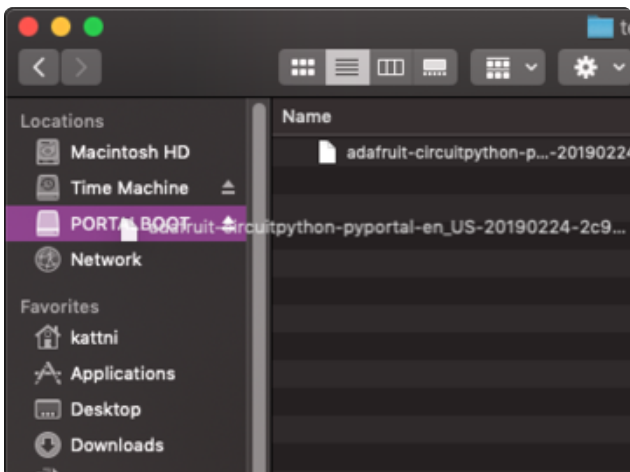 te
Locations
Name
Macintosh HD
adafruit-circuitpython-p...-20190224
Time Machine
PORTALBOOT
adafruit-circuitpython-pyportal-en_US-20190224-2c9...
Network
Favorites
kattni
Applications
Desktop
Downloads